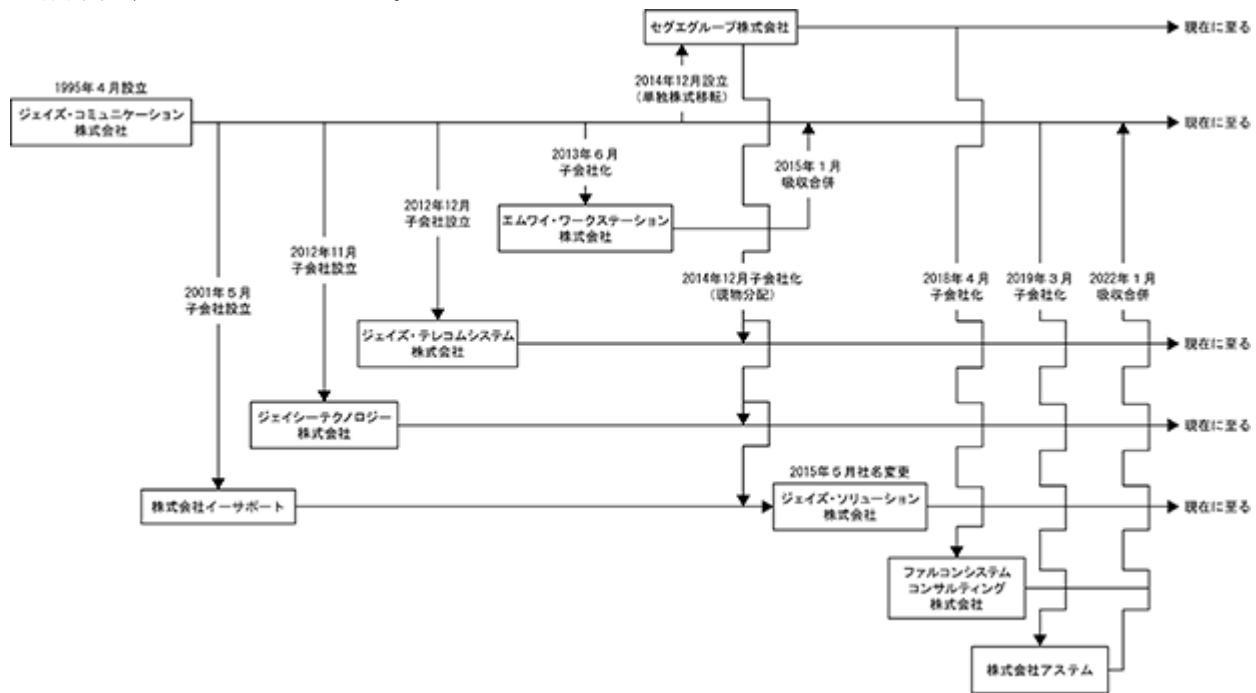 セグエグループ株式会社
現在に至る
1995年4月設立
ジェイズ・コミュニケーション
株式会社
2014年12月設立
(単独株式移転)
現在に至る
2013年6月
子会社化
2015年1月
吸収合併
2012年12月
子会社設立
エムワイ・ワークステーション
株式会社
2012年11月
子会社設立
2001年5月
子会社設立
2014年12月子会社化
(現物分配)
2018年4月
子会社化
2019年3月
子会社化
2022年1月
吸収合併
ジェイズ・テレコムシステム
株式会社
現在に至る
ジェイシーテクノロジー
株式会社
現在に至る
2015年6月社名変更
株式会社イーサポート
ジェイズ・ソリューション
株式会社
現在に至る
ファルコンシステム
コンサルティング
株式会社
株式会社アステム